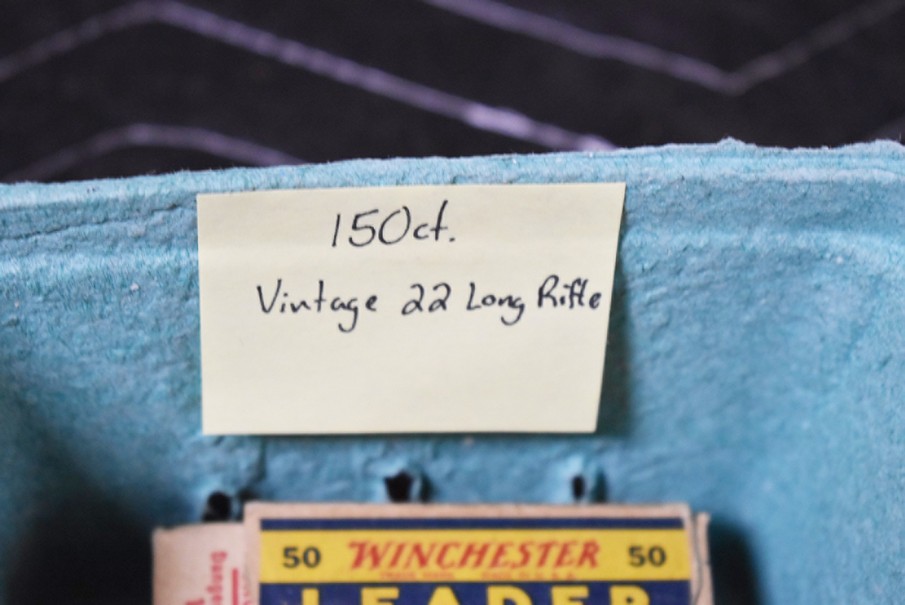 150ct.
Vintage 22 Long Rifle
50 WINCHESTER 50
LEADER